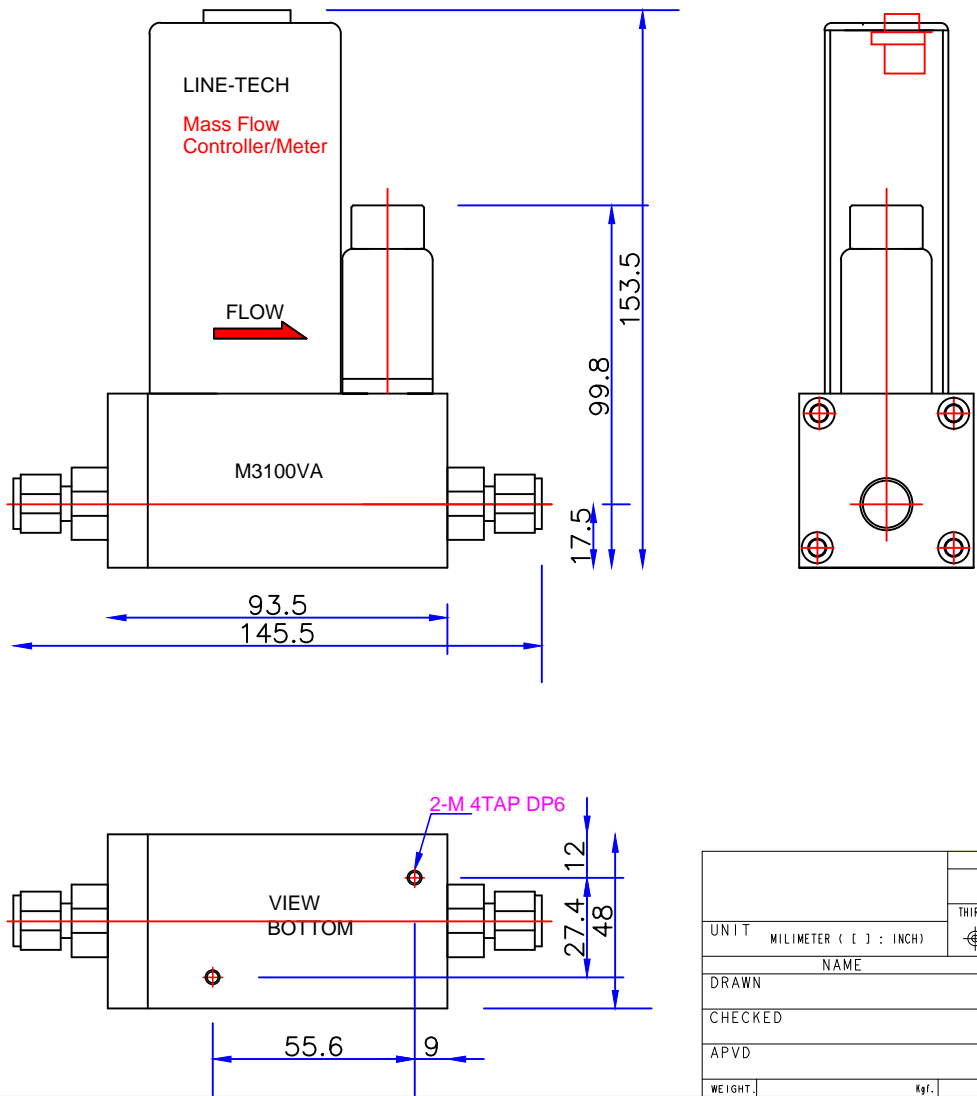 LINE-TECH
Mass Flow
Controller/Meter
FLOW
M3100VA
153.5
99.8
17.5
93.5
145.5
2-M 4TAP DP6
VIEW
BOTTOM
12
27.4
48
55.6
9
UNIT MILIMETER ( [ ] : INCH)
NAME
DRAWN
CHECKED
APVD
WEIGHT. Kgf.